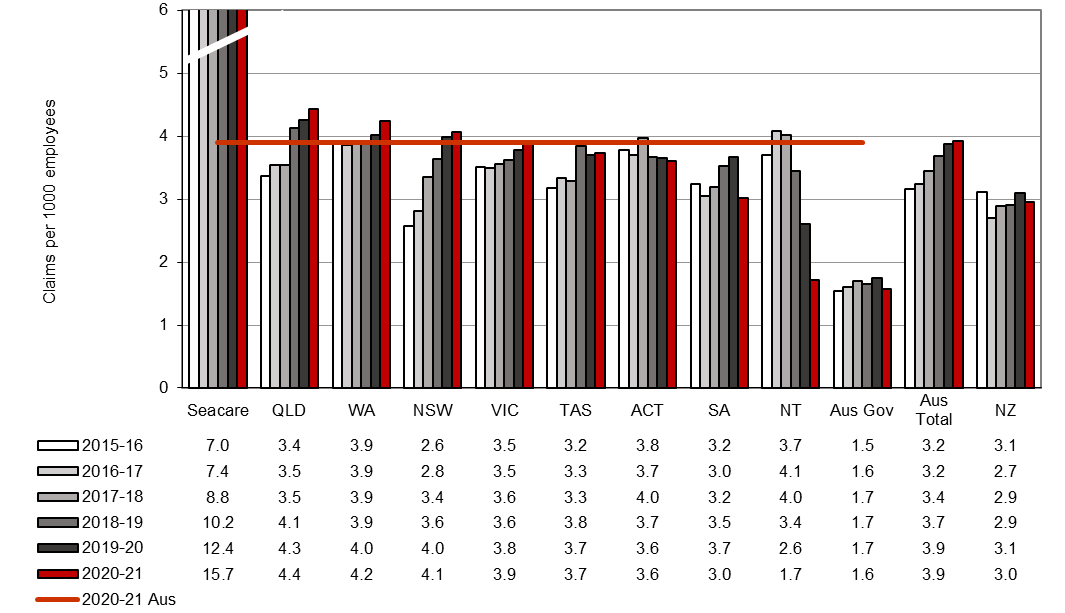 6
5
4
3
2
1
0
Claims per 1000 employees
Seacare QLD WA NSW VIC TAS ACT SA NT Aus Gov Aus Total NZ
2015-16 7.0 3.4 3.9 2.6 3.5 3.2 3.8 3.2 3.7 1.5 3.2 3.1
2016-17 7.4 3.5 3.9 2.8 3.5 3.3 3.7 3.0 4.1 1.6 3.2 2.7
2017-18 8.8 3.5 3.9 3.4 3.6 3.3 4.0 3.2 4.0 1.7 3.4 2.9
2018-19 10.2 4.1 3.9 3.6 3.6 3.8 3.7 3.5 3.4 1.7 3.7 2.9
2019-20 12.4 4.3 4.0 4.0 3.8 3.7 3.6 3.7 2.6 1.7 3.9 3.1
2020-21 15.7 4.4 4.2 4.1 3.9 3.7 3.6 3.0 1.7 1.6 3.9 3.0
2020-21 Aus